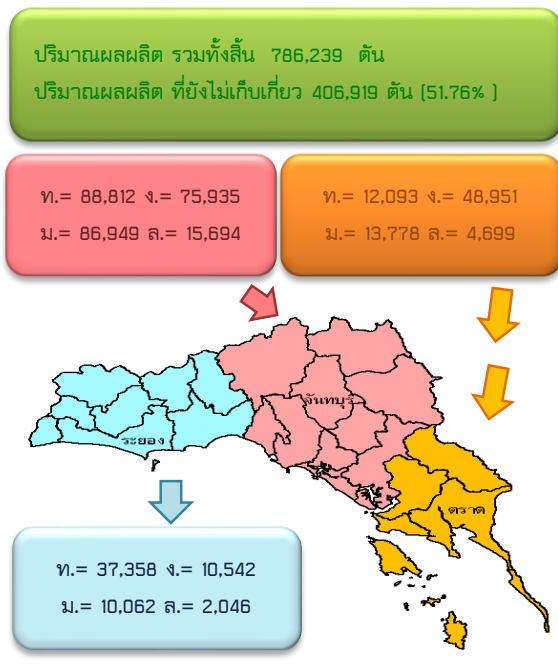 ปริมาณผลผลิต รวมทั้งสิ้น 786,239 ตัน
ปริมาณผลผลิต ที่ยังไม่เก็บเกี่ยว 406,919 ตัน (51.76% )
ท.= 88,812 ง.= 75,935
ม.= 86,949 ล.= 15,694
ท.= 12,093 ง.= 48,951
ม.= 13,778 ล.= 4,699
จันทบุรี
ระยอง
ตราด
ท.= 37,358 ง.= 10,542
ม.= 10,062 ล.= 2,046